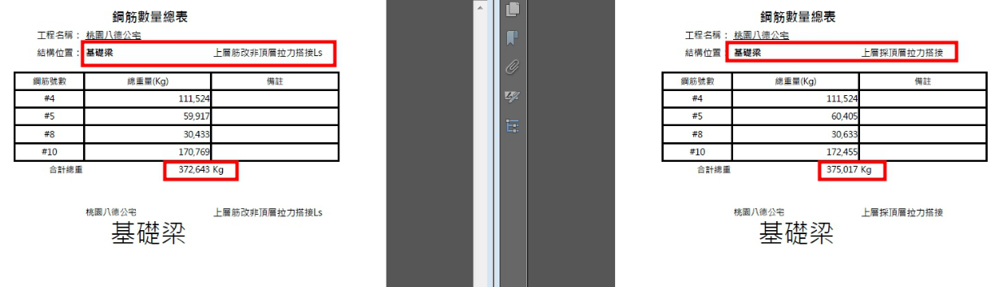 鋼筋數量總表
工程名稱： 桃園八德公宅
結構位置： 基礎梁 上層筋改非頂層拉力搭接Ls
鋼筋號數 總重量(Kg) 備註
#4 111,524
#5 59,917
#8 30,433
#10 170,769
合計總重 372,643 Kg
桃園八德公宅 上層筋改非頂層拉力搭接Ls
基礎梁
鋼筋數量總表
工程名稱： 桃園八德公宅
結構位置： 基礎梁 上層採頂層拉力搭接
鋼筋號數 總重量(Kg) 備註
#4 111,524
#5 60,405
#8 30,633
#10 172,455
合計總重 375,017 Kg
桃園八德公宅 上層採頂層拉力搭接
基礎梁